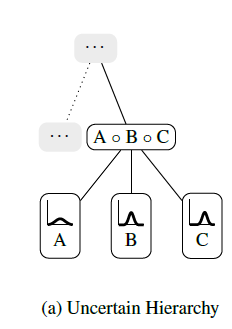 ...
... A ∘ B ∘ C
A B C
(a) Uncertain Hierarchy